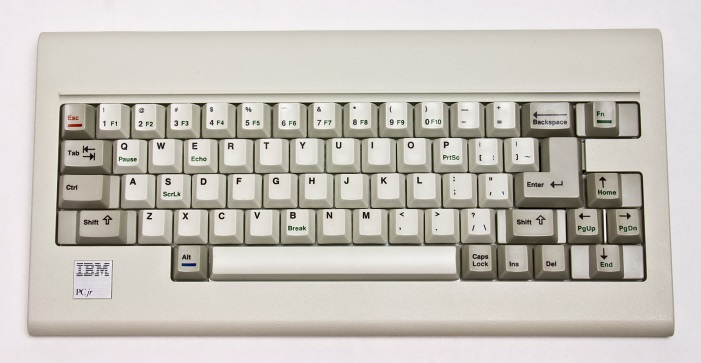 Esc ! 1 F1 @ 2 F2 # 3 F3 $ 4 F4 % 5 F5 ^ 6 F6 & 7 F7 * 8 F8 ( 9 F9 ) 0 F10 — - + = Backspace Fn
Tab Q Pause W E Echo R T Y U I O P PrtSc { [ } ] ~
Ctrl A S ScrLk D F G H J K L : ; Enter Home
Shift Z X C V B Break N M < , > . ? / \ Shift PgUp PgDn
Alt Caps Lock Ins Del End
IBM
PCjr